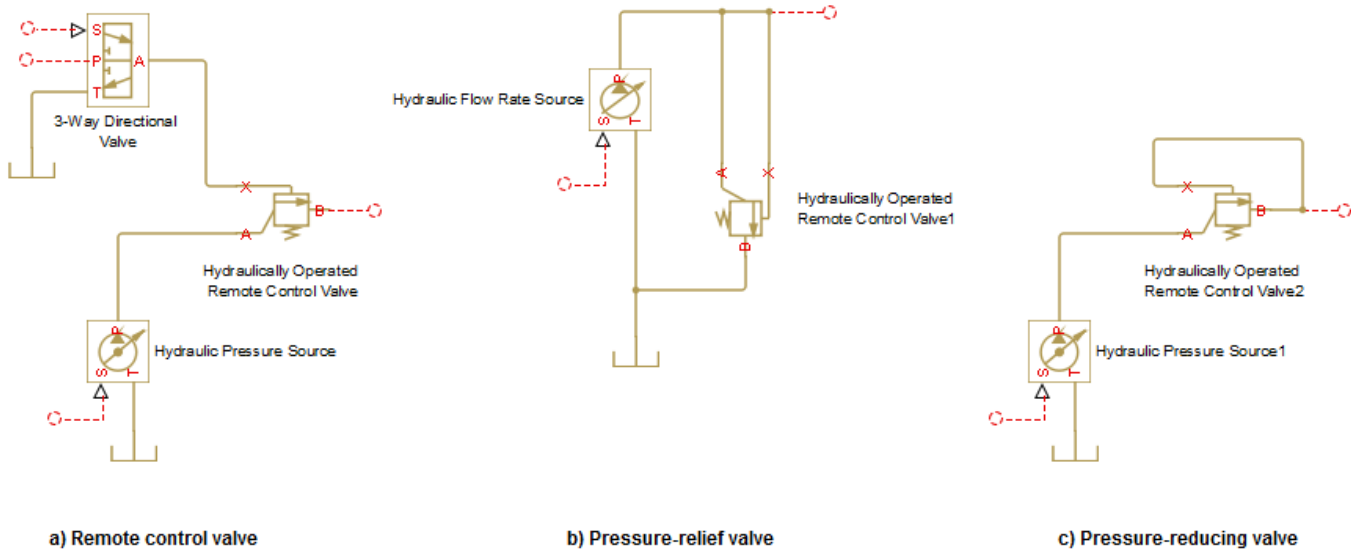 S
P
A
T
3-Way Directional
Valve
X
B
A
Hydraulically Operated
Remote Control Valve
P
Hydraulic Pressure Source
S
T
a) Remote control valve
P
Hydraulic Flow Rate Source
S
T
A
X
Hydraulically Operated
Remote Control Valve1
B
b) Pressure-relief valve
X
B
A
Hydraulically Operated
Remote Control Valve2
P
Hydraulic Pressure Source1
S
T
c) Pressure-reducing valve